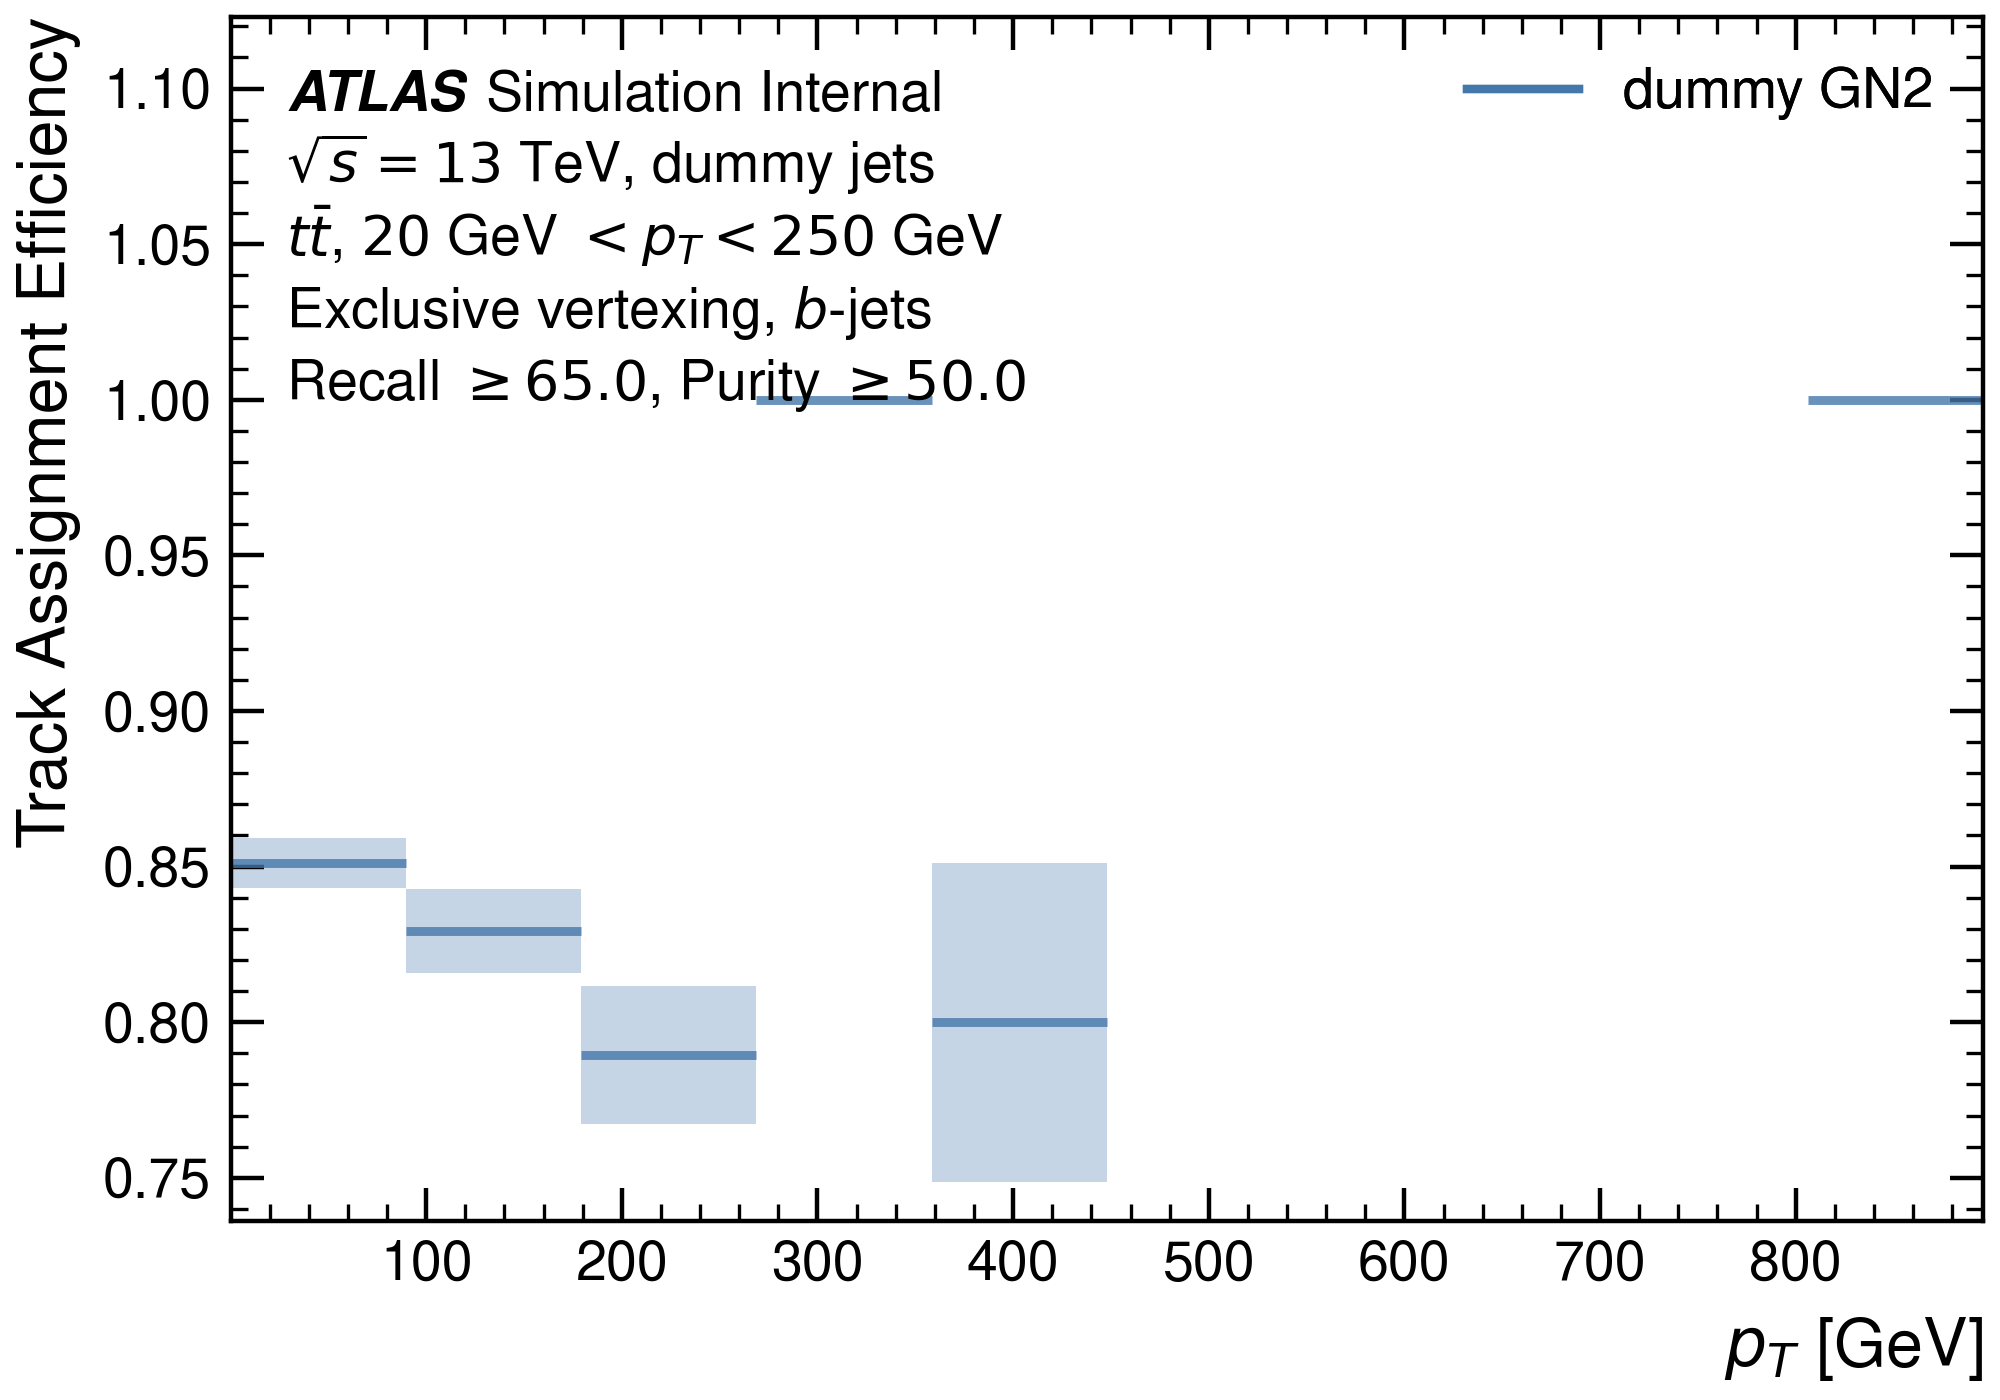 Track Assignment Efficiency
1.10
1.05
1.00
0.95
0.90
0.85
0.80
0.75
ATLAS Simulation Internal
√s = 13 TeV, dummy jets
tt̄, 20 GeV < p_T < 250 GeV
Exclusive vertexing, b-jets
Recall ≥ 65.0, Purity ≥ 50.0
dummy GN2
100 200 300 400 500 600 700 800
p_T [GeV]